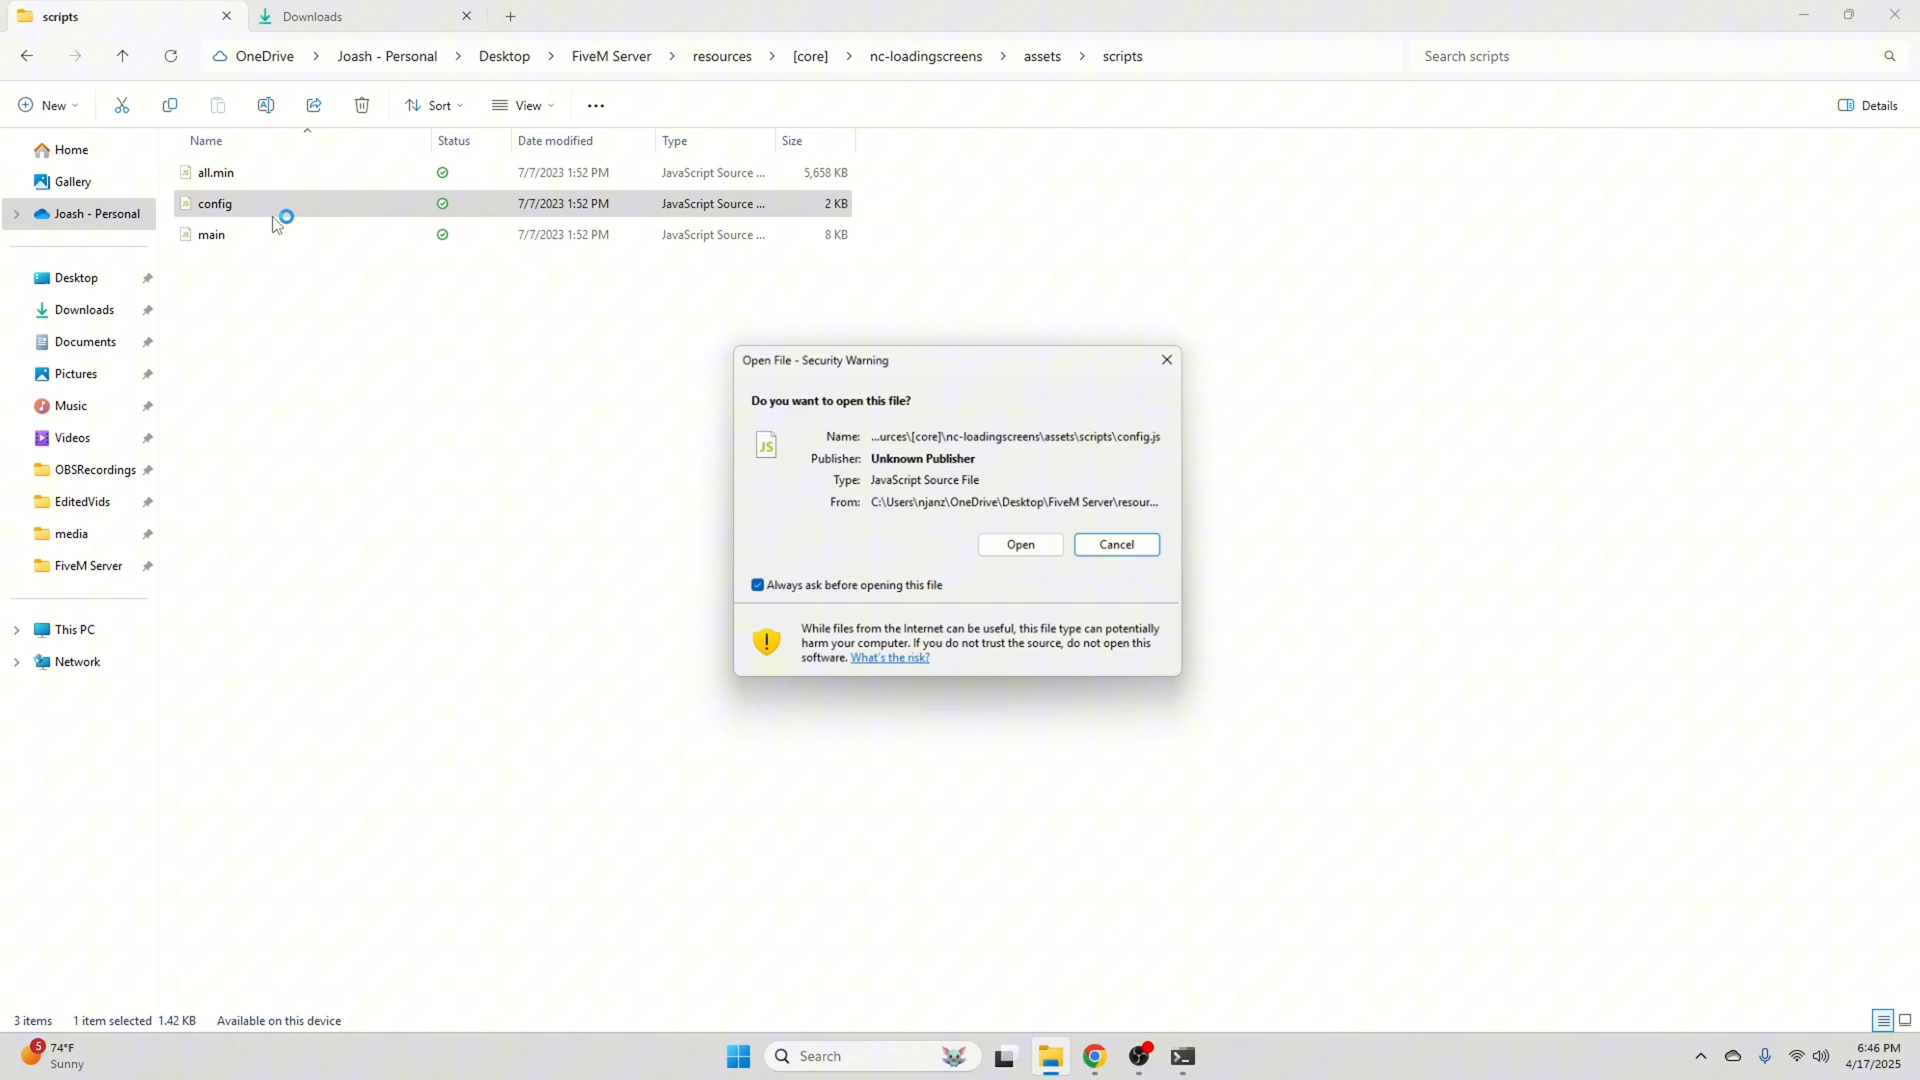 scripts
Downloads
OneDrive > Joash - Personal > Desktop > FiveM Server > resources > [core] > nc-loadingscreens > assets > scripts
Search scripts
New
Sort
View
Details
Name Status Date modified Type Size
all.min 7/7/2023 1:52 PM JavaScript Source ... 5,658 KB
config 7/7/2023 1:52 PM JavaScript Source ... 2 KB
main 7/7/2023 1:52 PM JavaScript Source ... 8 KB
Home
Gallery
Joash - Personal
Desktop
Downloads
Documents
Pictures
Music
Videos
OBSRecordings
EditedVids
media
FiveM Server
This PC
Network
Open File - Security Warning
Do you want to open this file?
JS
Name: ...urces\[core]\nc-loadingscreens\assets\scripts\config.js
Publisher: Unknown Publisher
Type: JavaScript Source File
From: C:\Users\njanz\OneDrive\Desktop\FiveM Server\resour...
Open
Cancel
Always ask before opening this file
While files from the Internet can be useful, this file type can potentially
harm your computer. If you do not trust the source, do not open this
software. What's the risk?
3 items 1 item selected 1.42 KB Available on this device
5
74°F
Sunny
Search
6:46 PM
4/17/2025